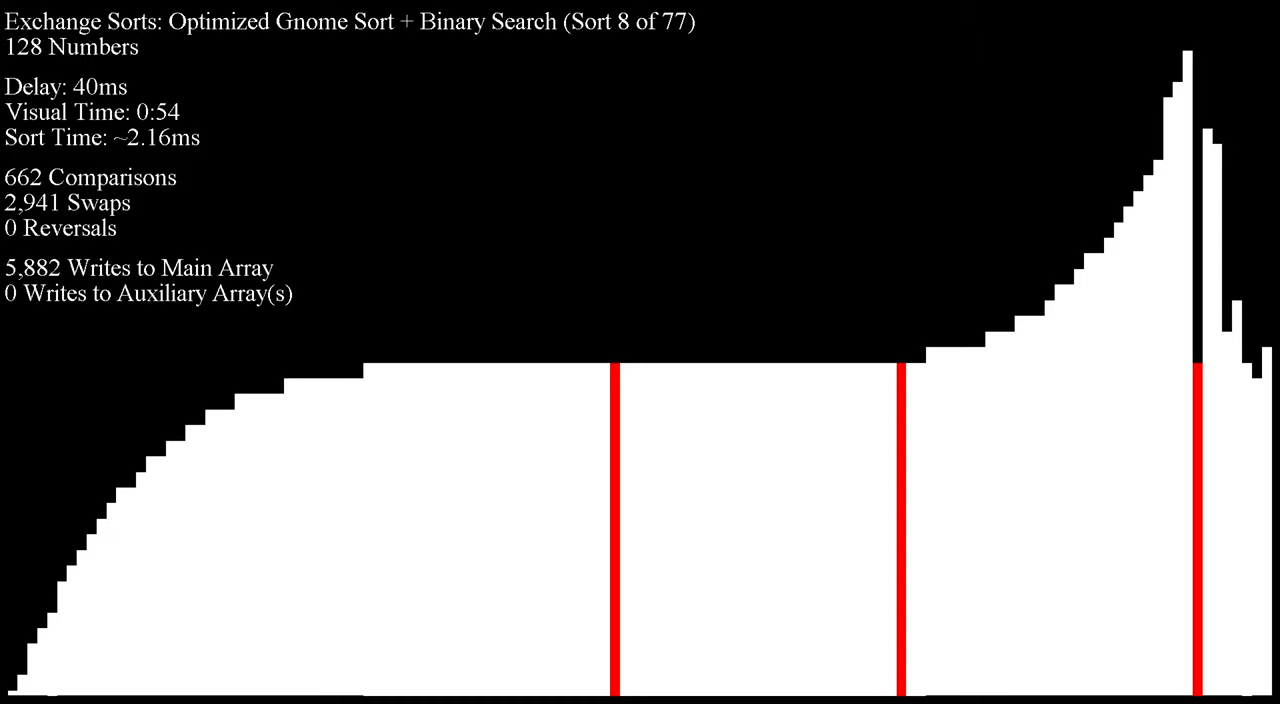 Exchange Sorts: Optimized Gnome Sort + Binary Search (Sort 8 of 77)
128 Numbers
Delay: 40ms
Visual Time: 0:54
Sort Time: ~2.16ms
662 Comparisons
2,941 Swaps
0 Reversals
5,882 Writes to Main Array
0 Writes to Auxiliary Array(s)